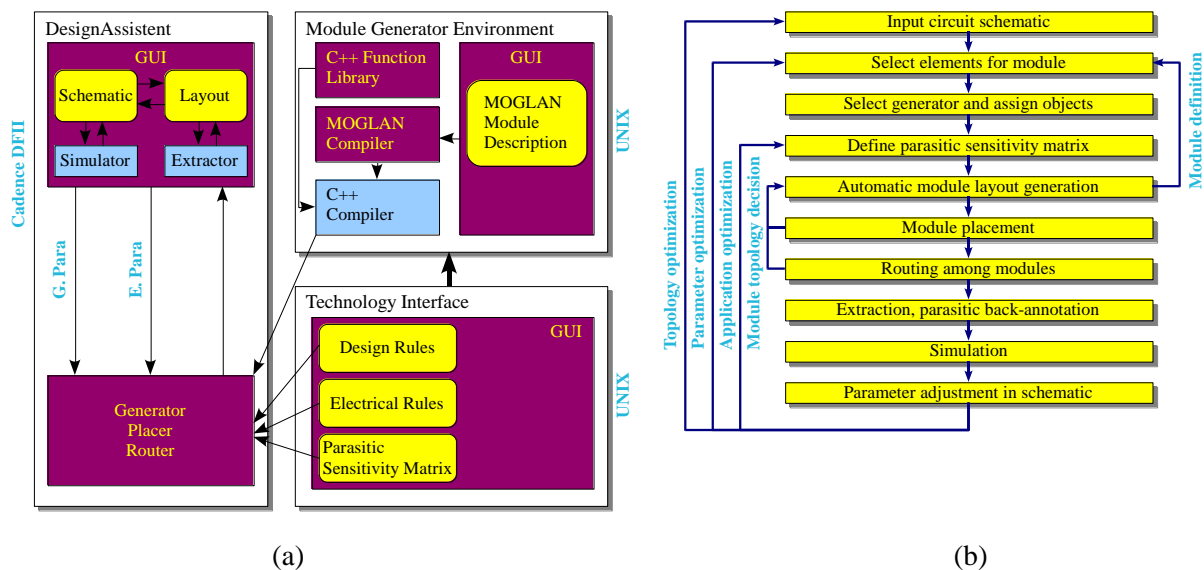 DesignAssistent
GUI
Schematic
Layout
Simulator
Extractor
Cadence DFII
G. Para
E. Para
Generator
Placer
Router
Module Generator Environment
C++ Function
Library
GUI
MOGLAN
Module
Description
MOGLAN
Compiler
C++
Compiler
UNIX
Technology Interface
GUI
Design Rules
Electrical Rules
Parasitic
Sensitivity Matrix
UNIX
(a)
Input circuit schematic
Select elements for module
Select generator and assign objects
Define parasitic sensitivity matrix
Automatic module layout generation
Module placement
Routing among modules
Extraction, parasitic back-annotation
Simulation
Parameter adjustment in schematic
Topology optimization
Parameter optimization
Application optimization
Module topology decision
Module definition
(b)